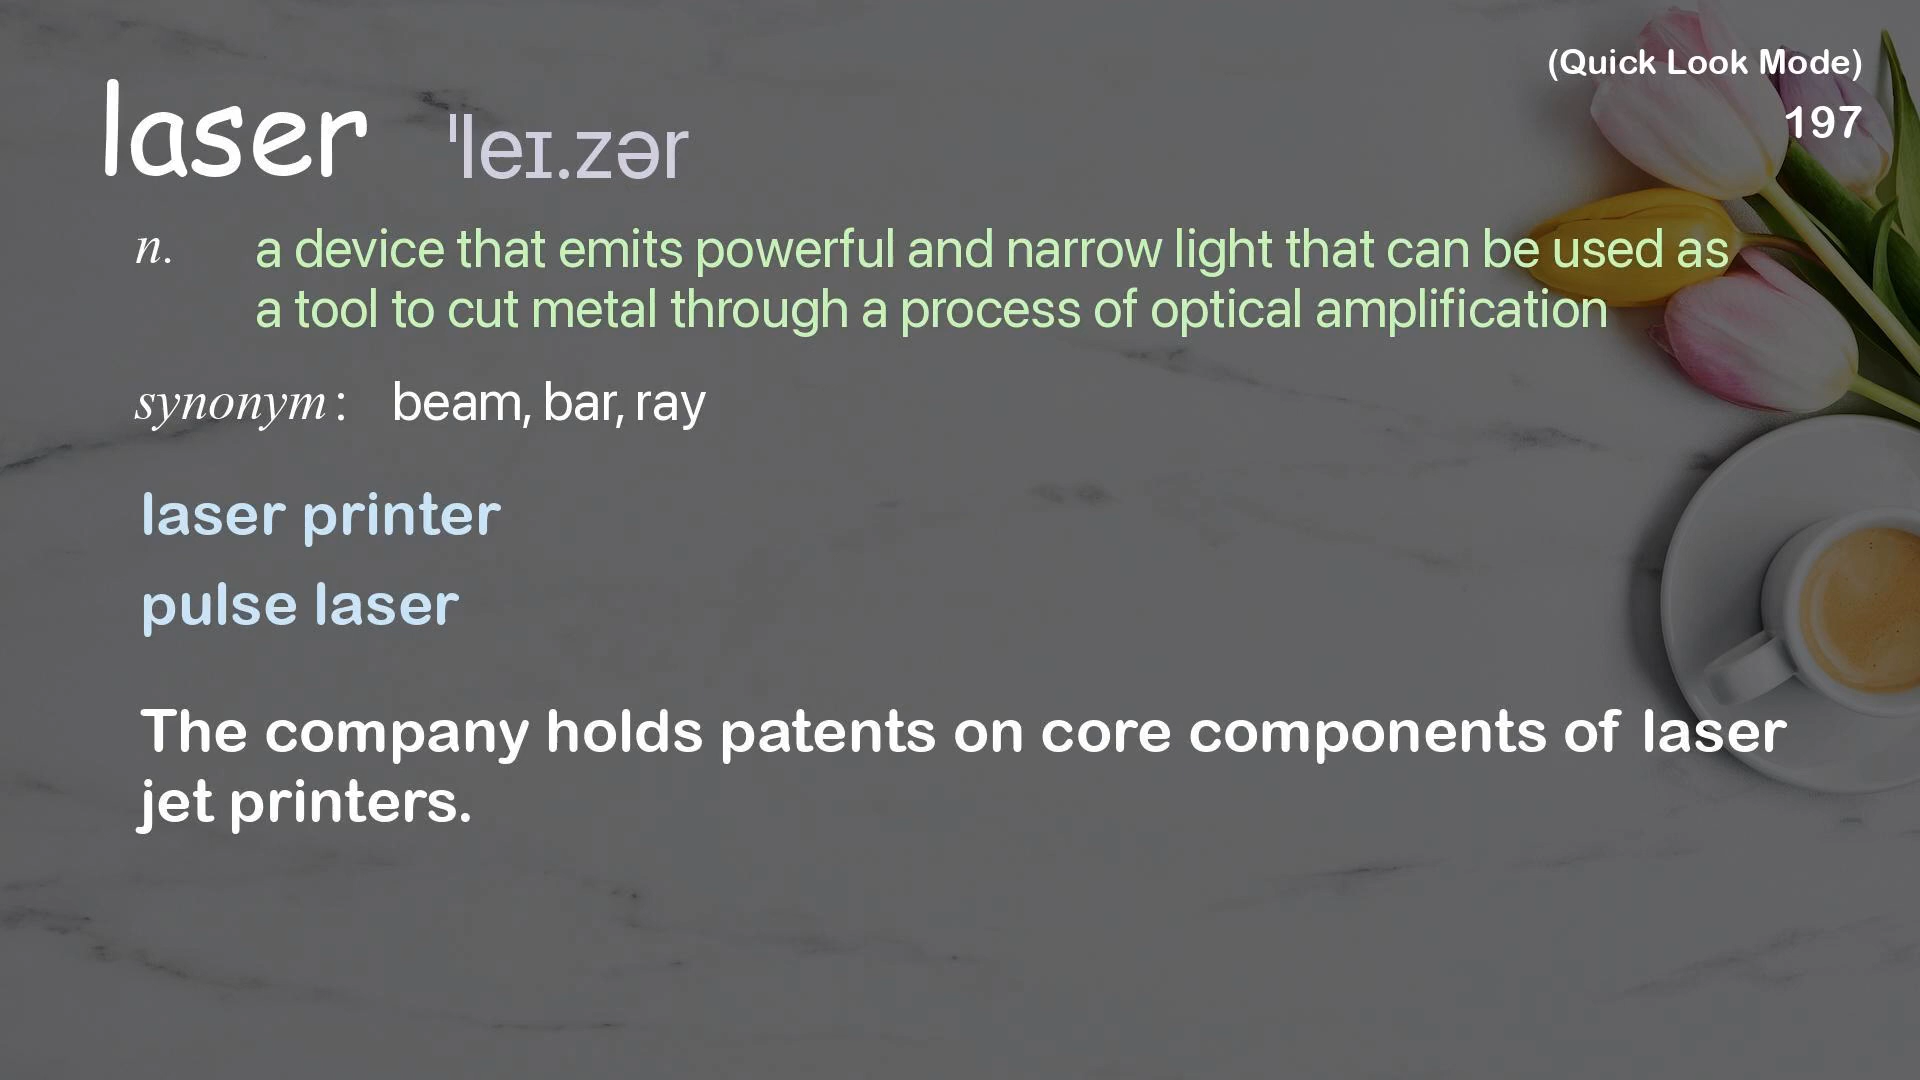 (Quick Look Mode)
197
laser ˈleɪ.zər
n. a device that emits powerful and narrow light that can be used as
a tool to cut metal through a process of optical amplification
synonym: beam, bar, ray
laser printer
pulse laser
The company holds patents on core components of laser
jet printers.